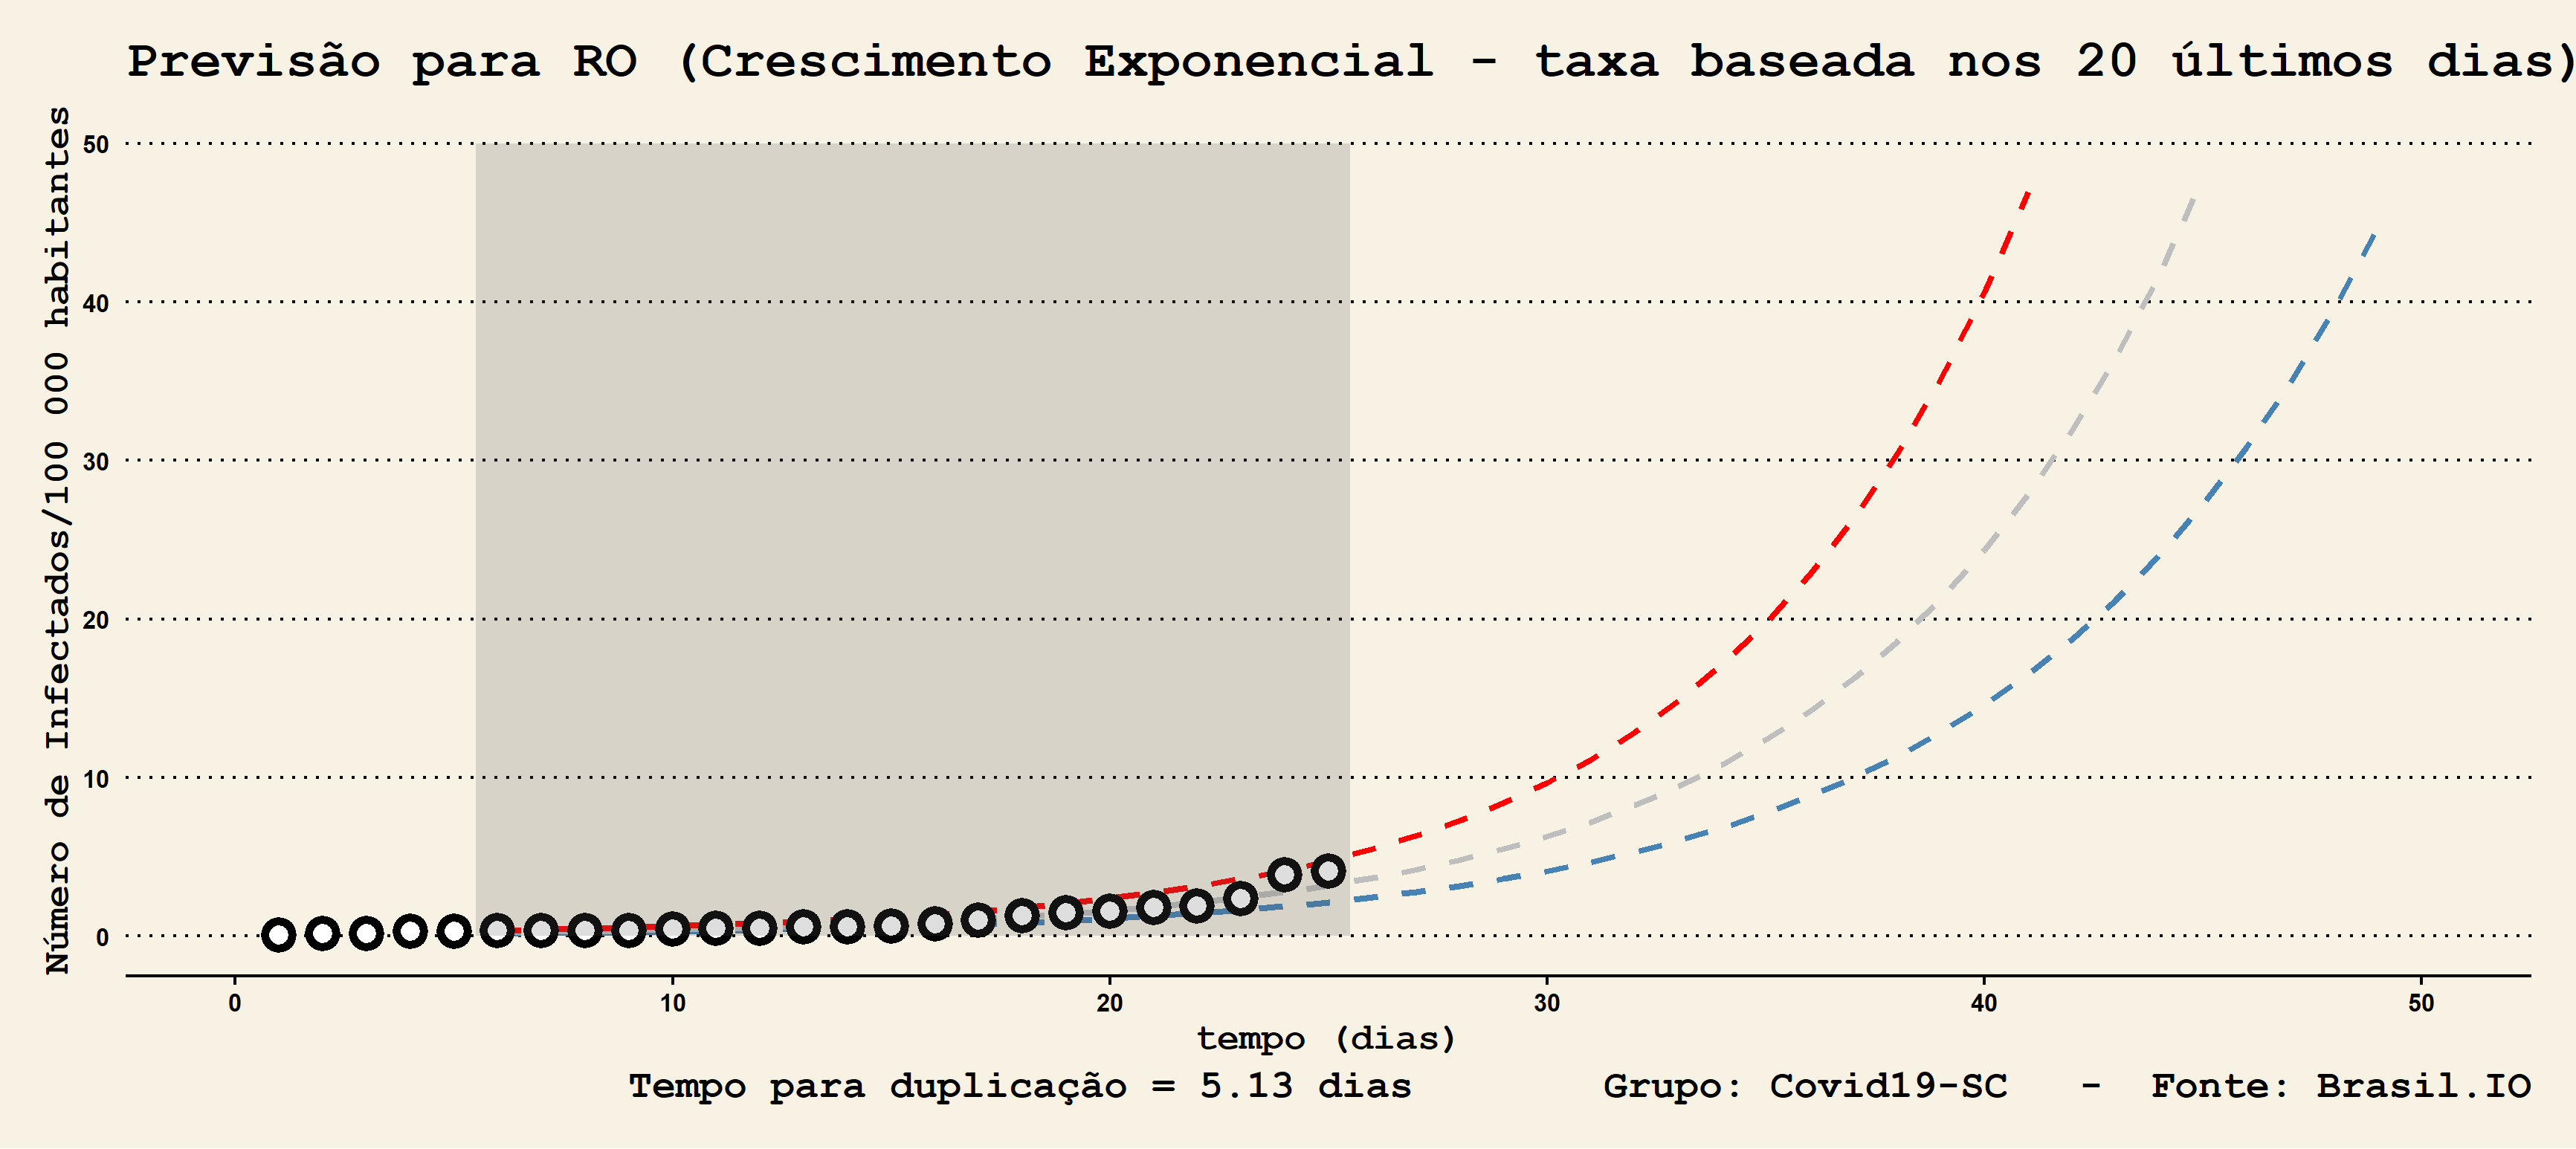 Previsão para RO (Crescimento Exponencial - taxa baseada nos 20 últimos dias)
Número de Infectados/100 000 habitantes
50
40
30
20
10
0
0 10 20 30 40 50
tempo (dias)
Tempo para duplicação = 5.13 dias Grupo: Covid19-SC - Fonte: Brasil.IO